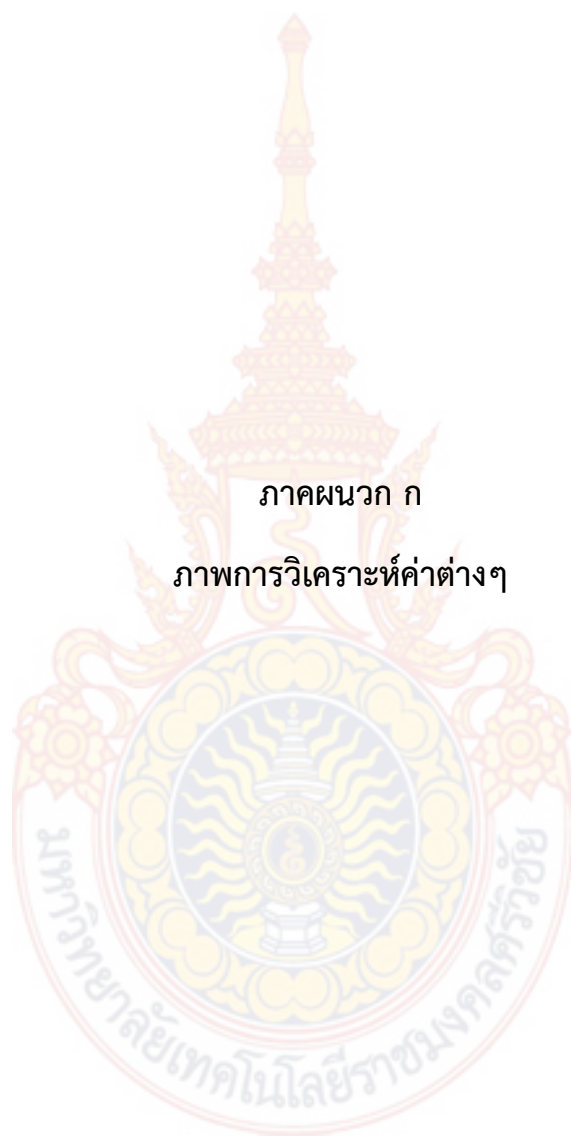 ภาคผนวก ก
ภาพการวิเคราะห์ค่าต่างๆ
มหาวิทยาลัยเทคโนโลยีราชมงคลศรีวิชัย